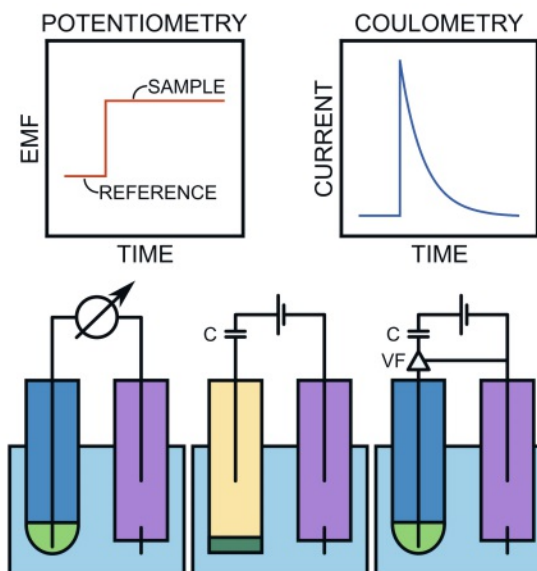 POTENTIOMETRY
EMF
SAMPLE
REFERENCE
TIME
COULOMETRY
CURRENT
TIME
C
C
VF